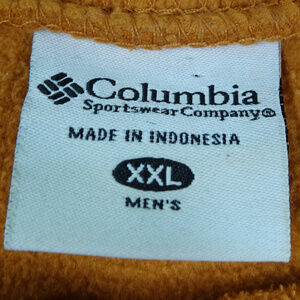 Columbia
Sportswear Company®
MADE IN INDONESIA
XXL
MEN'S